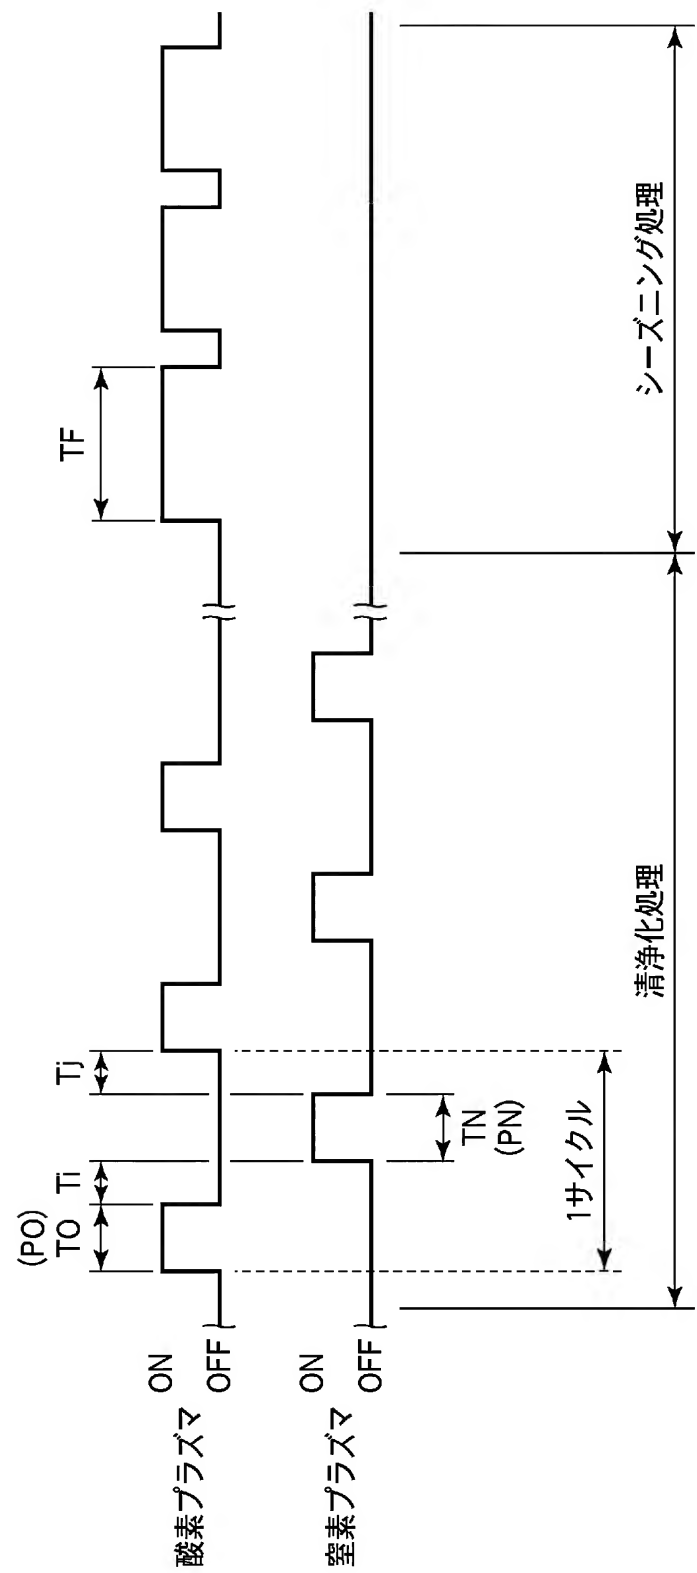 (PO)
TO
Ti
Tj
TF
酸素プラズマ
ON
OFF
窒素プラズマ
ON
OFF
TN
(PN)
1サイクル
清浄化処理
シーズニング処理